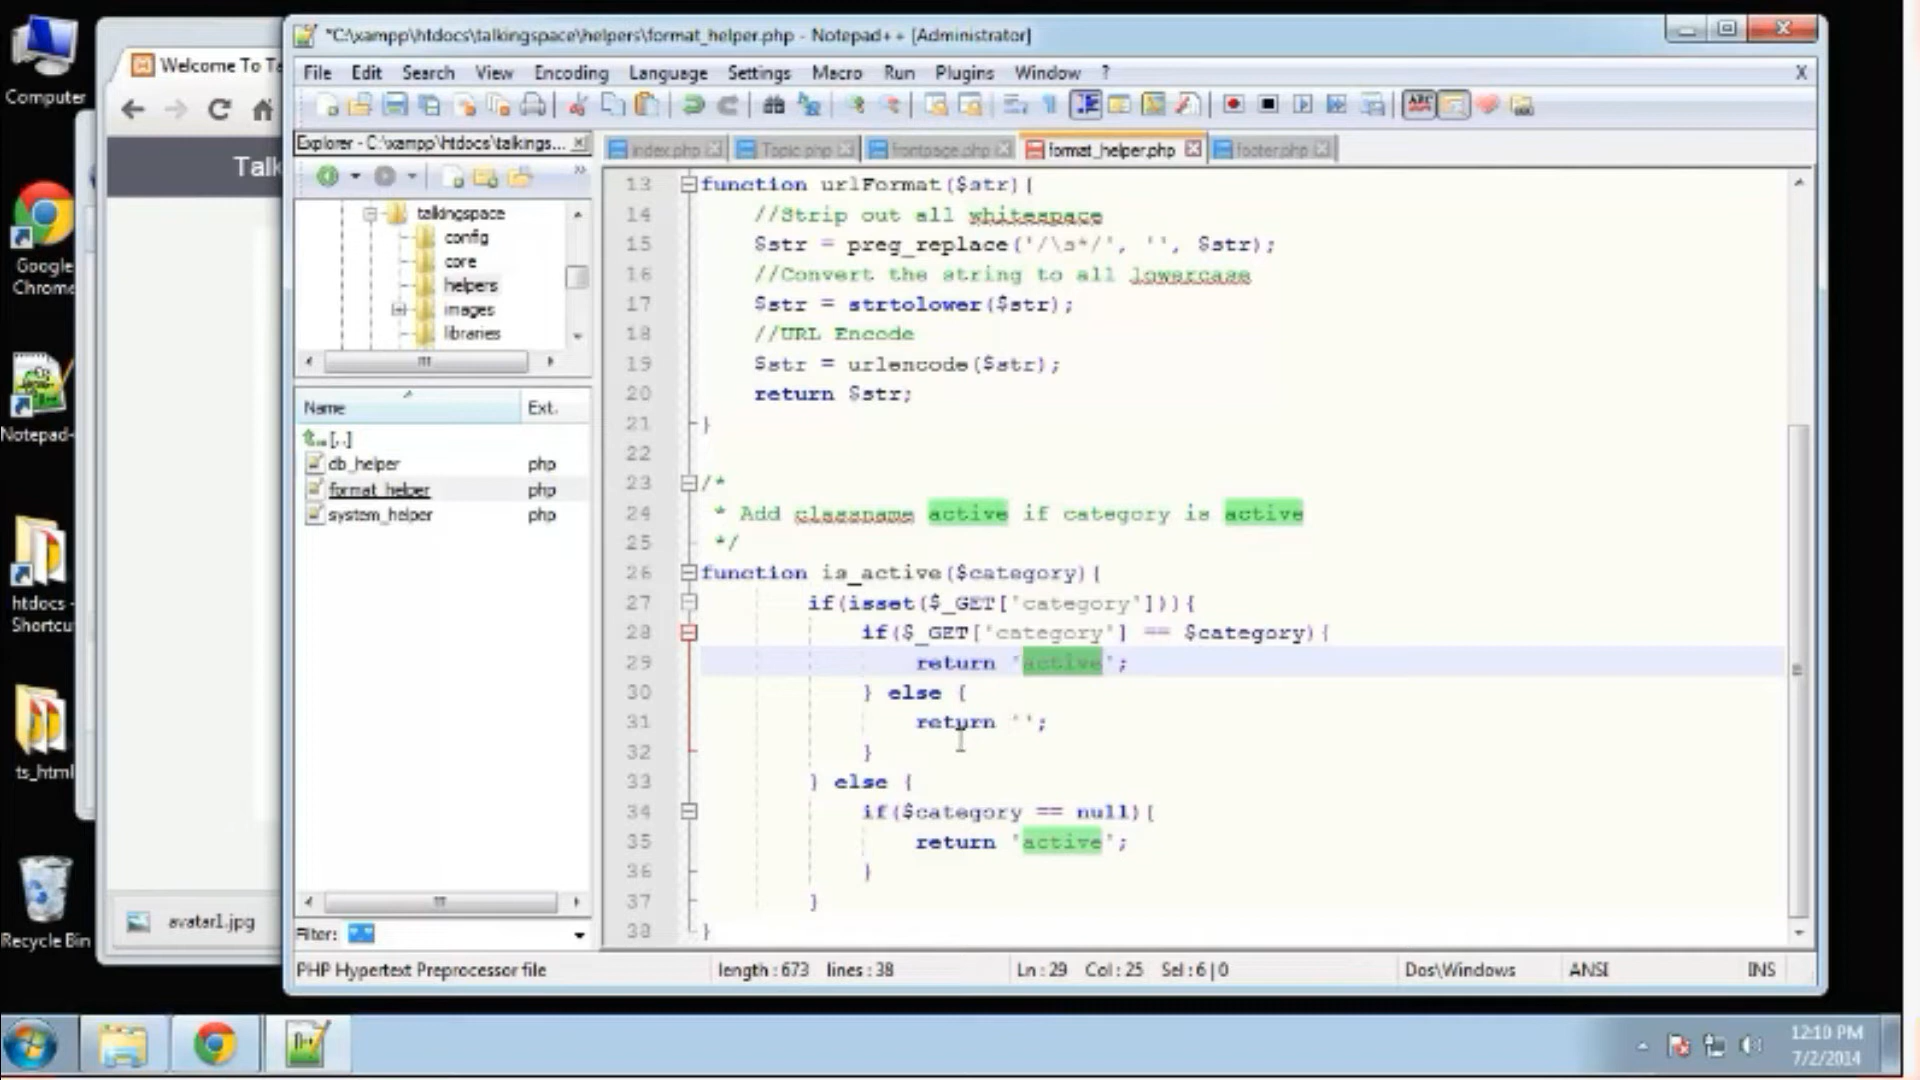 Computer
Google
Chrome
Notepad-
htdocs -
Shortcu
ts_html
Recycle Bin
Welcome To Ta
Talk
avatar1.jpg
*C:\xampp\htdocs\talkingspace\helpers\format_helper.php - Notepad++ [Administrator]
File Edit Search View Encoding Language Settings Macro Run Plugins Window ? X
Explorer - C:\xampp\htdocs\talkings...
index.php Topic.php frontpage.php format_helper.php footer.php
talkingspace
config
core
helpers
images
libraries
Name Ext.
[..]
db_helper php
format_helper php
system_helper php
Filter:
13 function urlFormat($str){
14 //Strip out all whitespace
15 $str = preg_replace('/\s*/', '', $str);
16 //Convert the string to all lowercase
17 $str = strtolower($str);
18 //URL Encode
19 $str = urlencode($str);
20 return $str;
21 }
22
23 /*
24 * Add classname active if category is active
25 */
26 function is_active($category){
27 if(isset($_GET['category'])){
28 if($_GET['category'] == $category){
29 return 'active';
30 } else {
31 return '';
32 }
33 } else {
34 if($category == null){
35 return 'active';
36 }
37 }
38 }
PHP Hypertext Preprocessor file length : 673 lines : 38 Ln : 29 Col : 25 Sel : 6 | 0 Dos\Windows ANSI INS
12:10 PM
7/2/2014